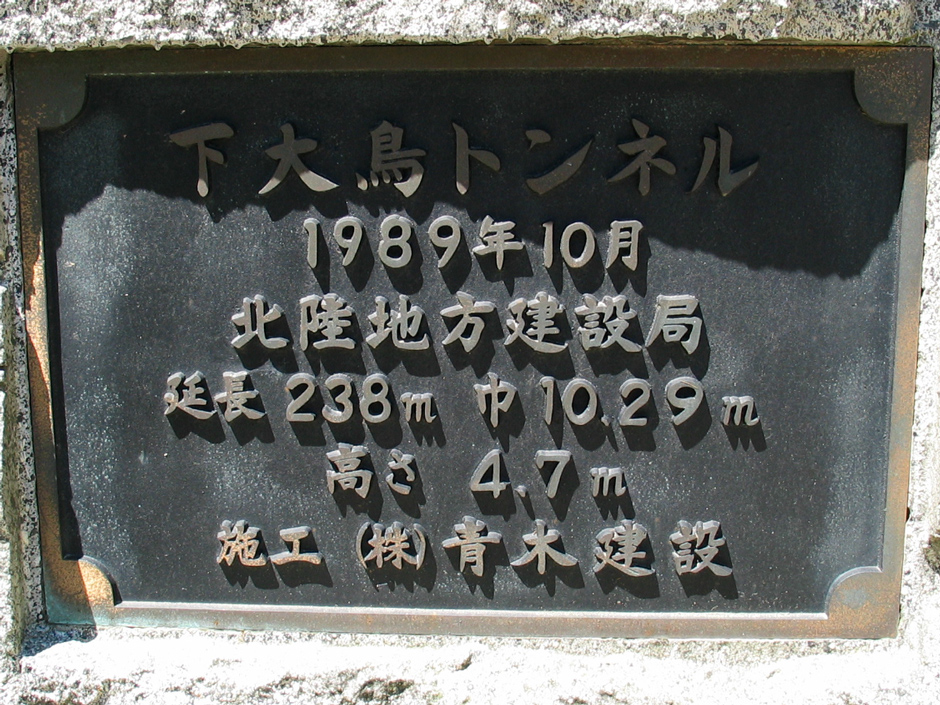 下大鳥トンネル
1989年10月
北陸地方建設局
延長238m 巾10.29m
高さ 4.7m
施工 (株)青木建設